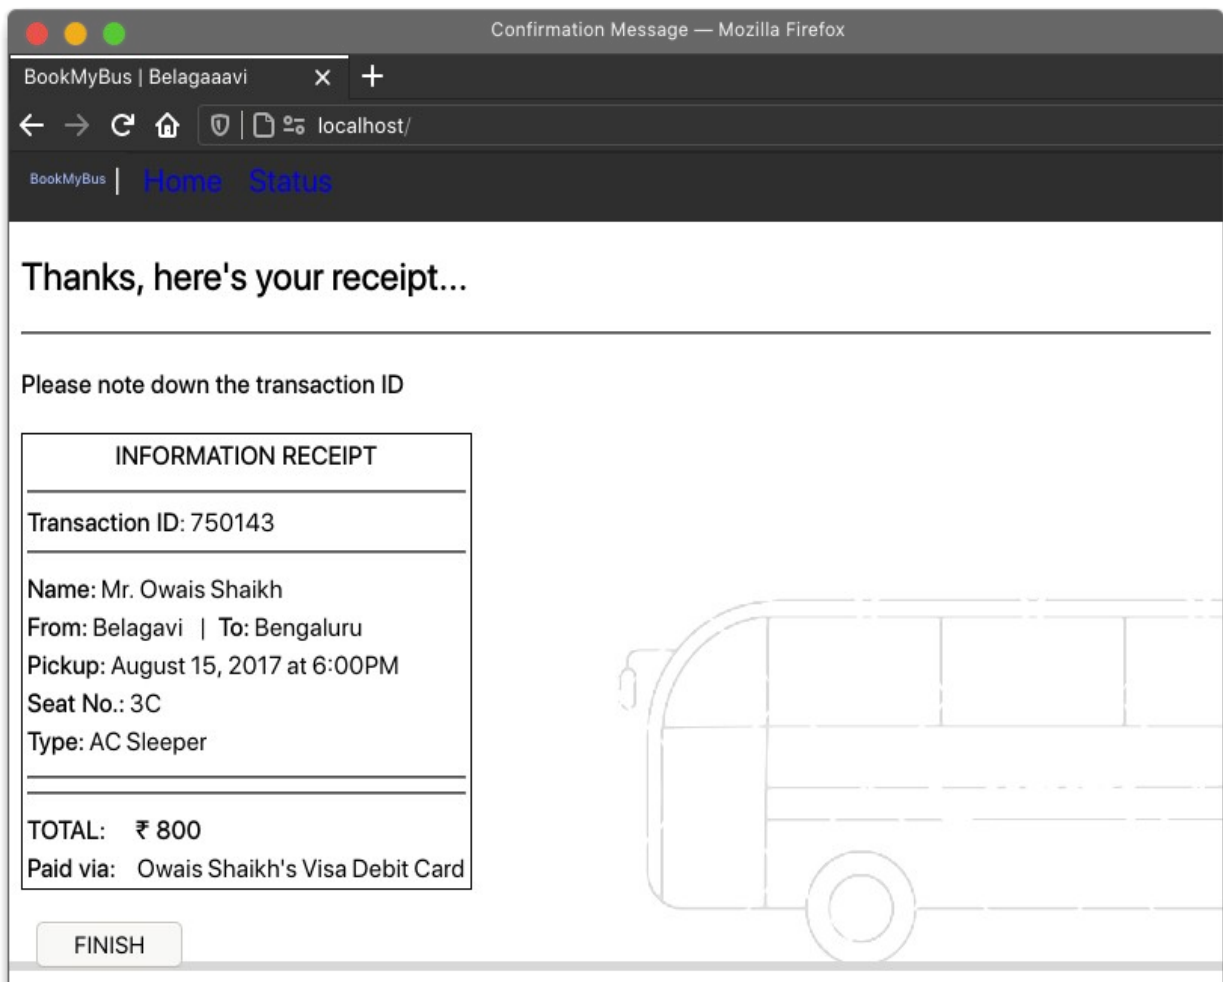 Confirmation Message — Mozilla Firefox
BookMyBus | Belagaaavi
localhost/
BookMyBus | Home Status
Thanks, here's your receipt...
Please note down the transaction ID
INFORMATION RECEIPT
Transaction ID: 750143
Name: Mr. Owais Shaikh
From: Belagavi | To: Bengaluru
Pickup: August 15, 2017 at 6:00PM
Seat No.: 3C
Type: AC Sleeper
TOTAL: ₹ 800
Paid via: Owais Shaikh's Visa Debit Card
FINISH